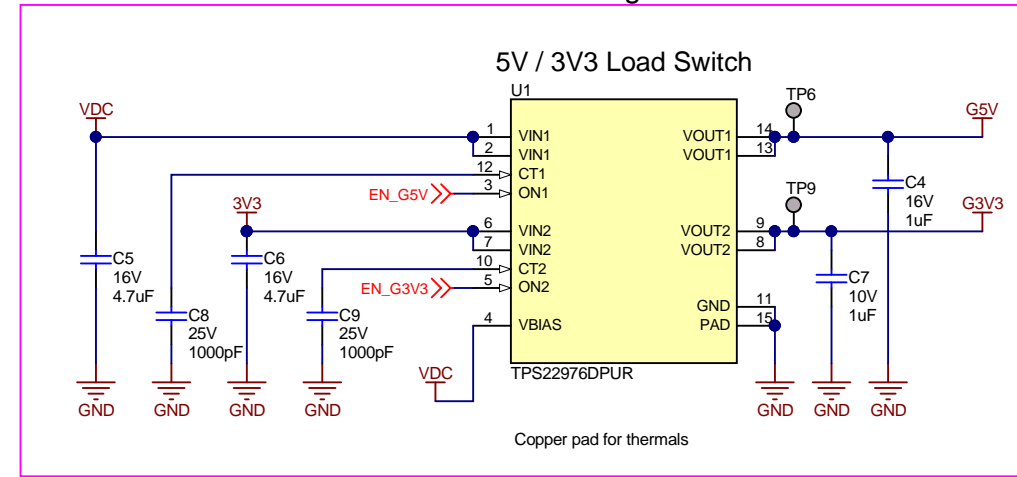 5V / 3V3 Load Switch
U1
VDC
TP6
G5V
1
VIN1
VOUT1
14
2
VIN1
VOUT1
13
12
CT1
EN_G5V
3
ON1
C4
16V
1uF
3V3
TP9
G3V3
6
VIN2
VOUT2
9
7
VIN2
VOUT2
8
10
CT2
EN_G3V3
5
ON2
C5
16V
4.7uF
C6
16V
4.7uF
C7
10V
1uF
C8
25V
1000pF
C9
25V
1000pF
GND
11
4
VBIAS
PAD
15
VDC
TPS22976DPUR
GND
GND
GND
GND
GND
GND
GND
Copper pad for thermals